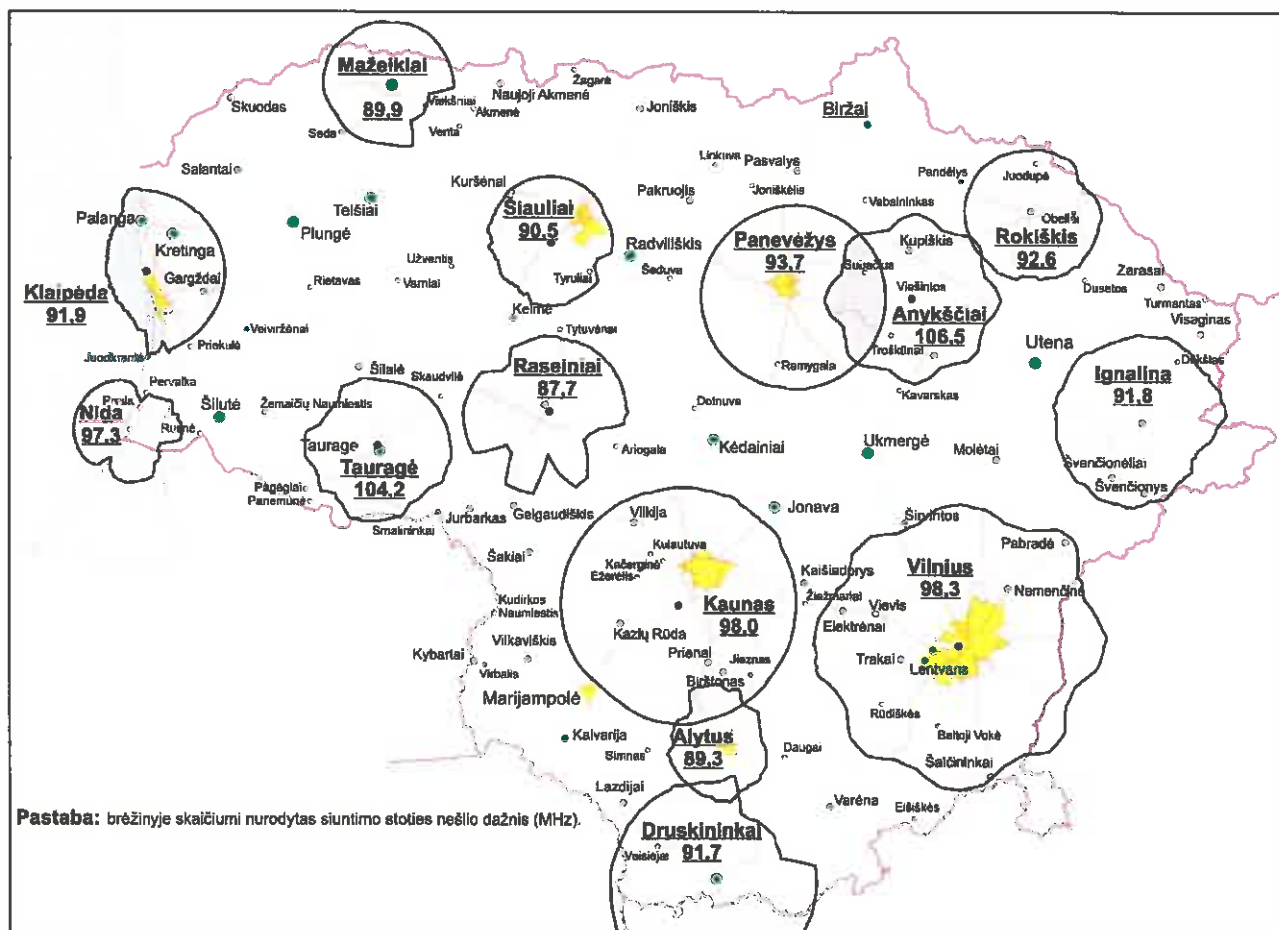 Mažeikiai
89,9
Skuodas
Viekšniai
Naujoji Akmenė
Akmenė
Žagarė
Joniškis
Biržai
Seda
Venta
Salantai
Linkuva
Pasvalys
Pandėlys
Juodupė
Kuršėnai
Telšiai
Pakruojis
Joniškėlis
Vabalninkas
Palanga
Plungė
Šiauliai
90,5
Kretinga
Radviliškis
Panevėžys
93,7
Kupiškis
Obeliai
Rokiškis
92,6
Užventis
Gargždai
Rietavas
Varniai
Tyruliai
Šeduva
Subačius
Viešintos
Dusetos
Zarasai
Turmantas
Klaipėda
91,9
Kelmė
Anykščiai
106,5
Visaginas
Veiviržėnai
Tytuvėnai
Priekulė
Juodkrantė
Troškūnai
Utena
Dūkštas
Šilalė
Skaudvilė
Raseiniai
87,7
Ramygala
Ignalina
91,8
Pervalka
Preila
Nida
97,3
Rusnė
Šilutė
Žemaičių Naumiestis
Dotnuva
Kavarskas
Taurage
Ariogala
Kėdainiai
Ukmergė
Molėtai
Tauragė
104,2
Švenčionėliai
Švenčionys
Pagėgiai
Panemunė
Smalininkai
Jurbarkas
Gelgaudiškis
Jonava
Vilkija
Širvintos
Pabradė
Šakiai
Kulautuva
Kačerginė
Ežerėlis
Kaišiadorys
Žiežmariai
Vilnius
98,3
Nemenčinė
Kudirkos
Naumiestis
Kaunas
98,0
Vievis
Elektrėnai
Kazlų Rūda
Vilkaviškis
Kybartai
Virbalis
Prienai
Jieznas
Birštonas
Trakai
Lentvaris
Marijampolė
Rūdiškės
Baltoji Vokė
Kalvarija
Simnas
Alytus
89,3
Daugai
Šalčininkai
Lazdijai
Varėna
Eišiškės
Pastaba: brėžinyje skaičiumi nurodytas siuntimo stoties nešlio dažnis (MHz).
Druskininkai
91,7
Veisiejai